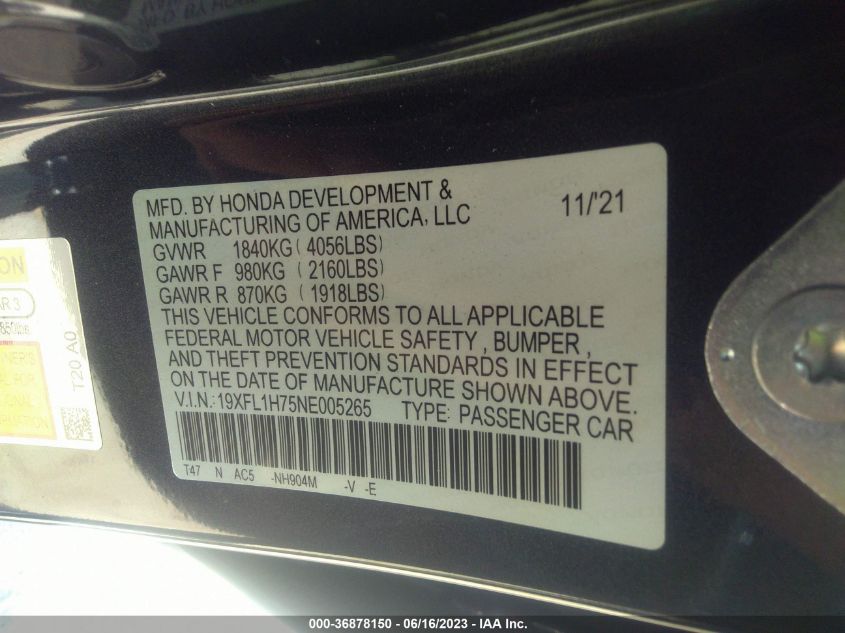 MFD. BY HONDA DEVELOPMENT & 11/'21
MANUFACTURING OF AMERICA, LLC
GVWR 1840KG ( 4056LBS)
GAWR F 980KG ( 2160LBS)
GAWR R 870KG ( 1918LBS)
THIS VEHICLE CONFORMS TO ALL APPLICABLE
FEDERAL MOTOR VEHICLE SAFETY , BUMPER ,
AND THEFT PREVENTION STANDARDS IN EFFECT
ON THE DATE OF MANUFACTURE SHOWN ABOVE.
V.I.N.:19XFL1H75NE005265 TYPE: PASSENGER CAR
T47 N AC5 -NH904M -V -E
T20 A0
000-36878150 - 06/16/2023 - © IAA Inc.